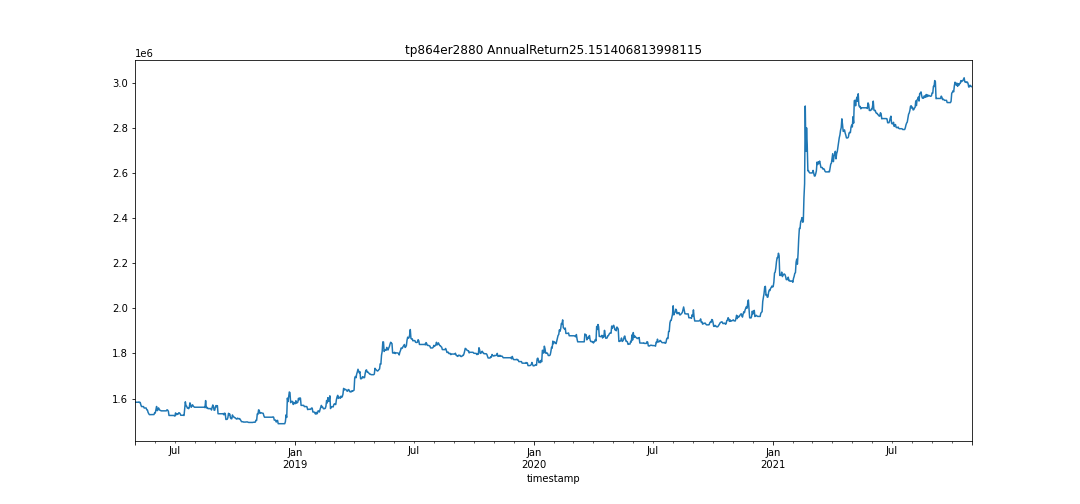 tp864er2880 AnnualReturn25.151406813998115
1e6
3.0
2.8
2.6
2.4
2.2
2.0
1.8
1.6
Jul
Jan
2019
Jul
Jan
2020
Jul
Jan
2021
Jul
timestamp